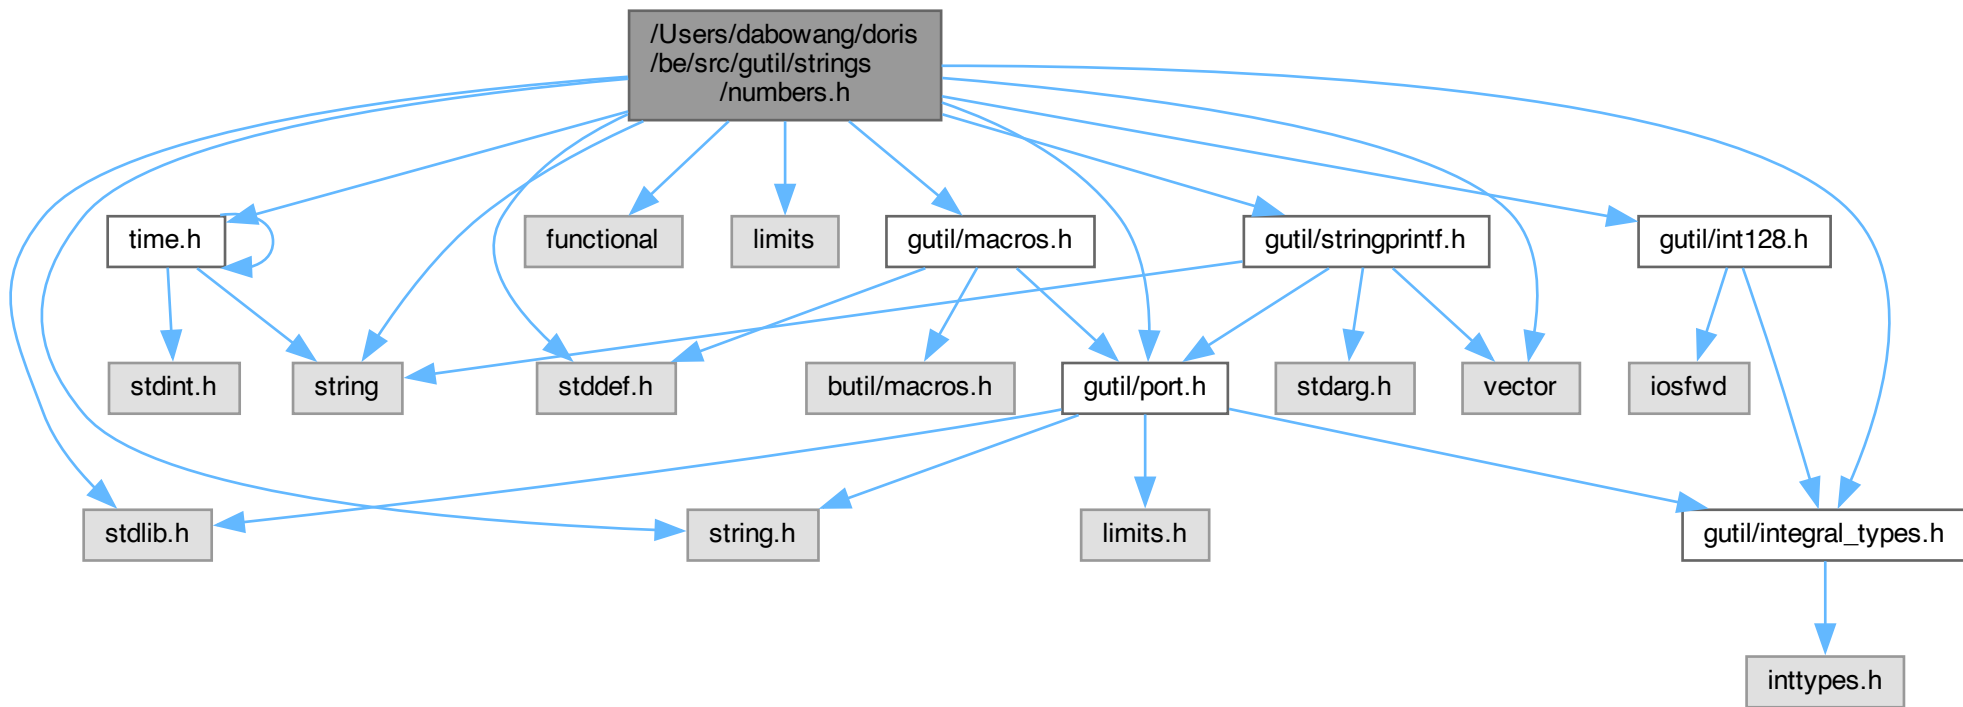 /Users/dabowang/doris
/be/src/gutil/strings
/numbers.h
time.h
functional
limits
gutil/macros.h
gutil/stringprintf.h
gutil/int128.h
stdint.h
string
stddef.h
butil/macros.h
gutil/port.h
stdarg.h
vector
iosfwd
stdlib.h
string.h
limits.h
gutil/integral_types.h
inttypes.h